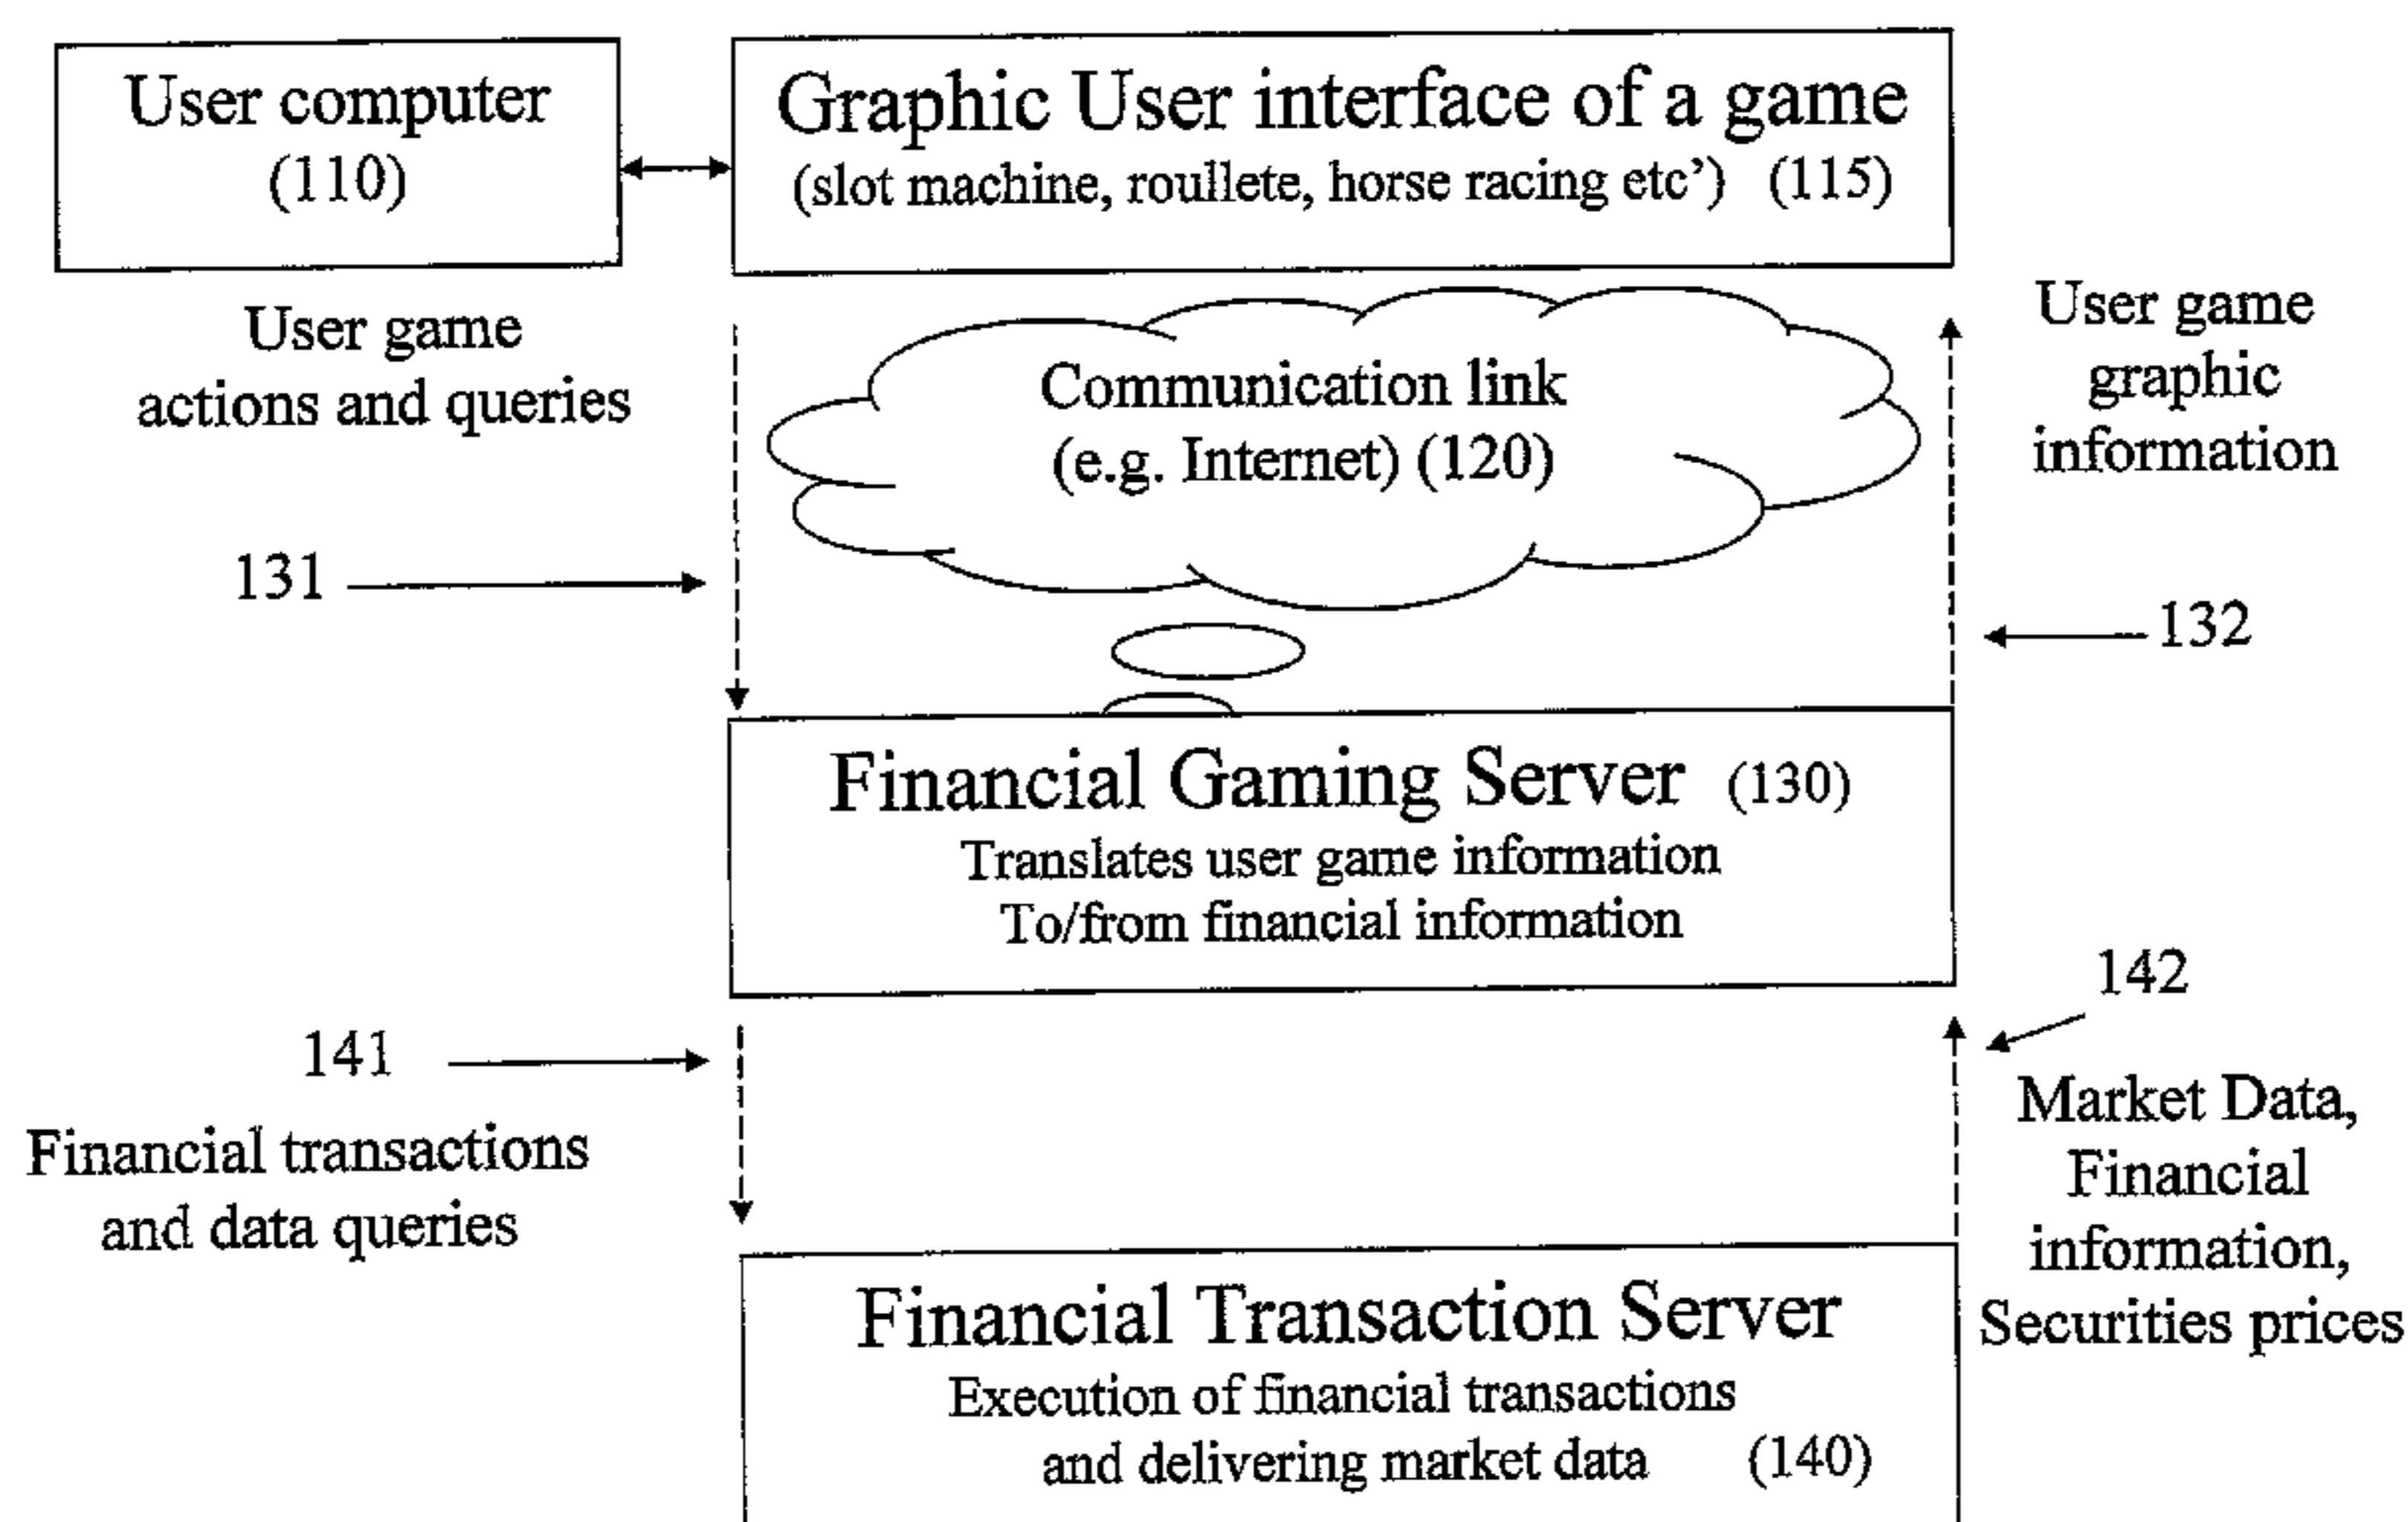 User computer
(110)
Graphic User interface of a game
(slot machine, roullete, horse racing etc’) (115)
User game
actions and queries
Communication link
(e.g. Internet) (120)
User game
graphic
information
131
132
Financial Gaming Server (130)
Translates user game information
To/from financial information
141
142
Financial transactions
and data queries
Market Data,
Financial
information,
Securities prices
Financial Transaction Server
Execution of financial transactions
and delivering market data (140)